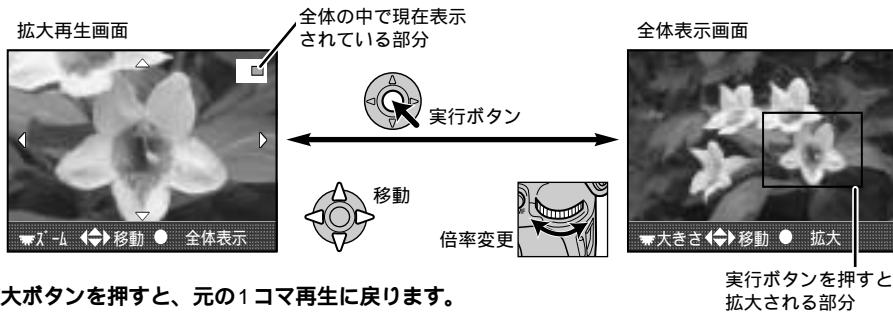 全体の中で現在表示
されている部分
拡大再生画面
全体表示画面
実行ボタン
移動
倍率変更
ズーム 移動 ● 全体表示
大きさ 移動 ● 拡大
実行ボタンを押すと
拡大される部分
大ボタンを押すと、元の1コマ再生に戻ります。